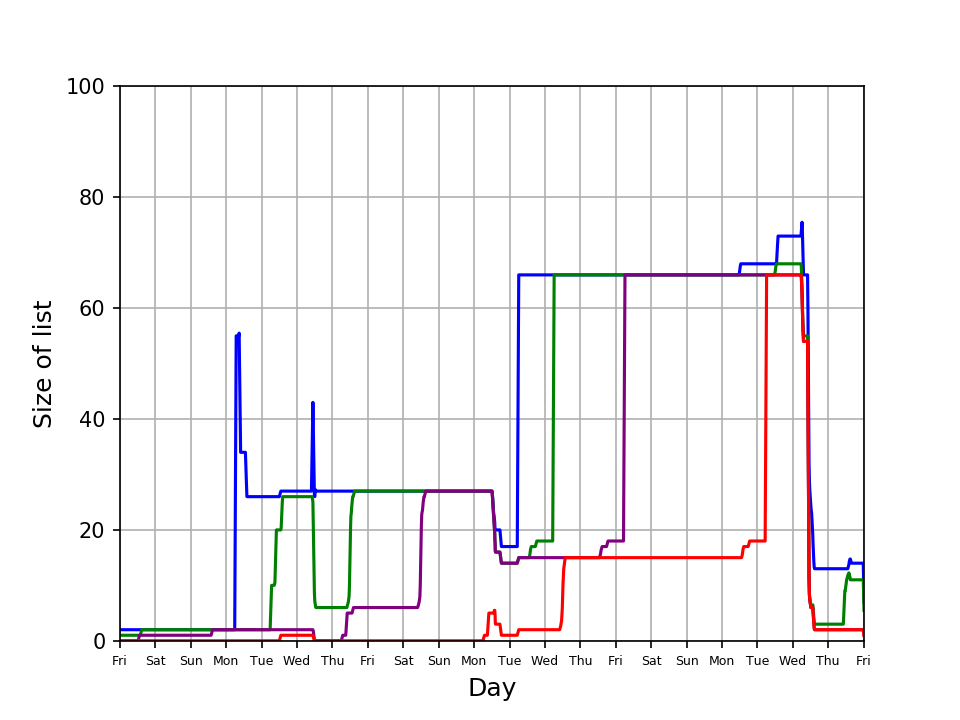 100
80
60
40
20
0
Size of list
Fri Sat Sun Mon Tue Wed Thu Fri Sat Sun Mon Tue Wed Thu Fri Sat Sun Mon Tue Wed Thu Fri
Day